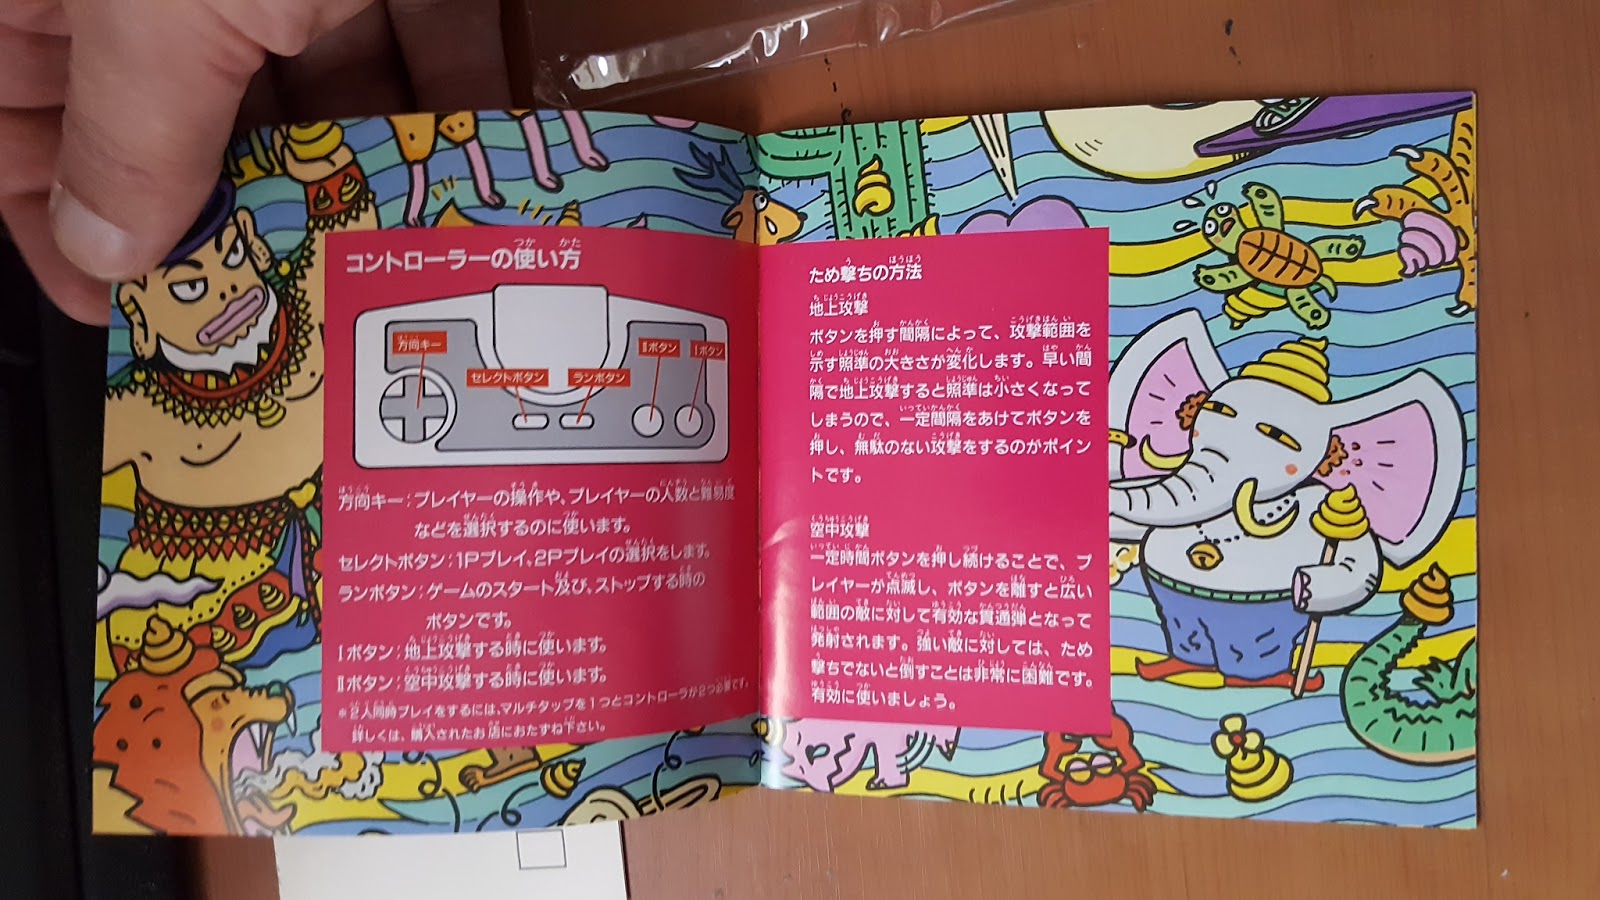 コントローラーの使い方
方向キー
セレクトボタン
ランボタン
Ⅱボタン
Ⅰボタン
方向キー:プレイヤーの操作や、プレイヤーの人数と難易度
などを選択するのに使います。
セレクトボタン:1Pプレイ、2Pプレイの選択をします。
ランボタン:ゲームのスタート及び、ストップする時の
ボタンです。
Ⅰボタン:地上攻撃する時に使います。
Ⅱボタン:空中攻撃する時に使います。
※2人同時プレイをするには、マルチタップを1つとコントローラが2つ必要です。
詳しくは、購入されたお店におたずね下さい。
ため撃ちの方法
地上攻撃
ボタンを押す間隔によって、攻撃範囲を
示す照準の大きさが変化します。早い間
隔で地上攻撃すると照準は小さくなって
しまうので、一定間隔をあけてボタンを
押し、無駄のない攻撃をするのがポイン
トです。
空中攻撃
一定時間ボタンを押し続けることで、プ
レイヤーが点滅し、ボタンを離すと広い
範囲の敵に対して有効な貫通弾となって
発射されます。強い敵に対しては、ため
撃ちでないと倒すことは非常に困難です。
有効に使いましょう。